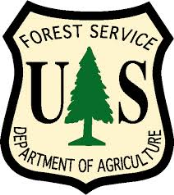 FOREST SERVICE
U S
DEPARTMENT OF AGRICULTURE